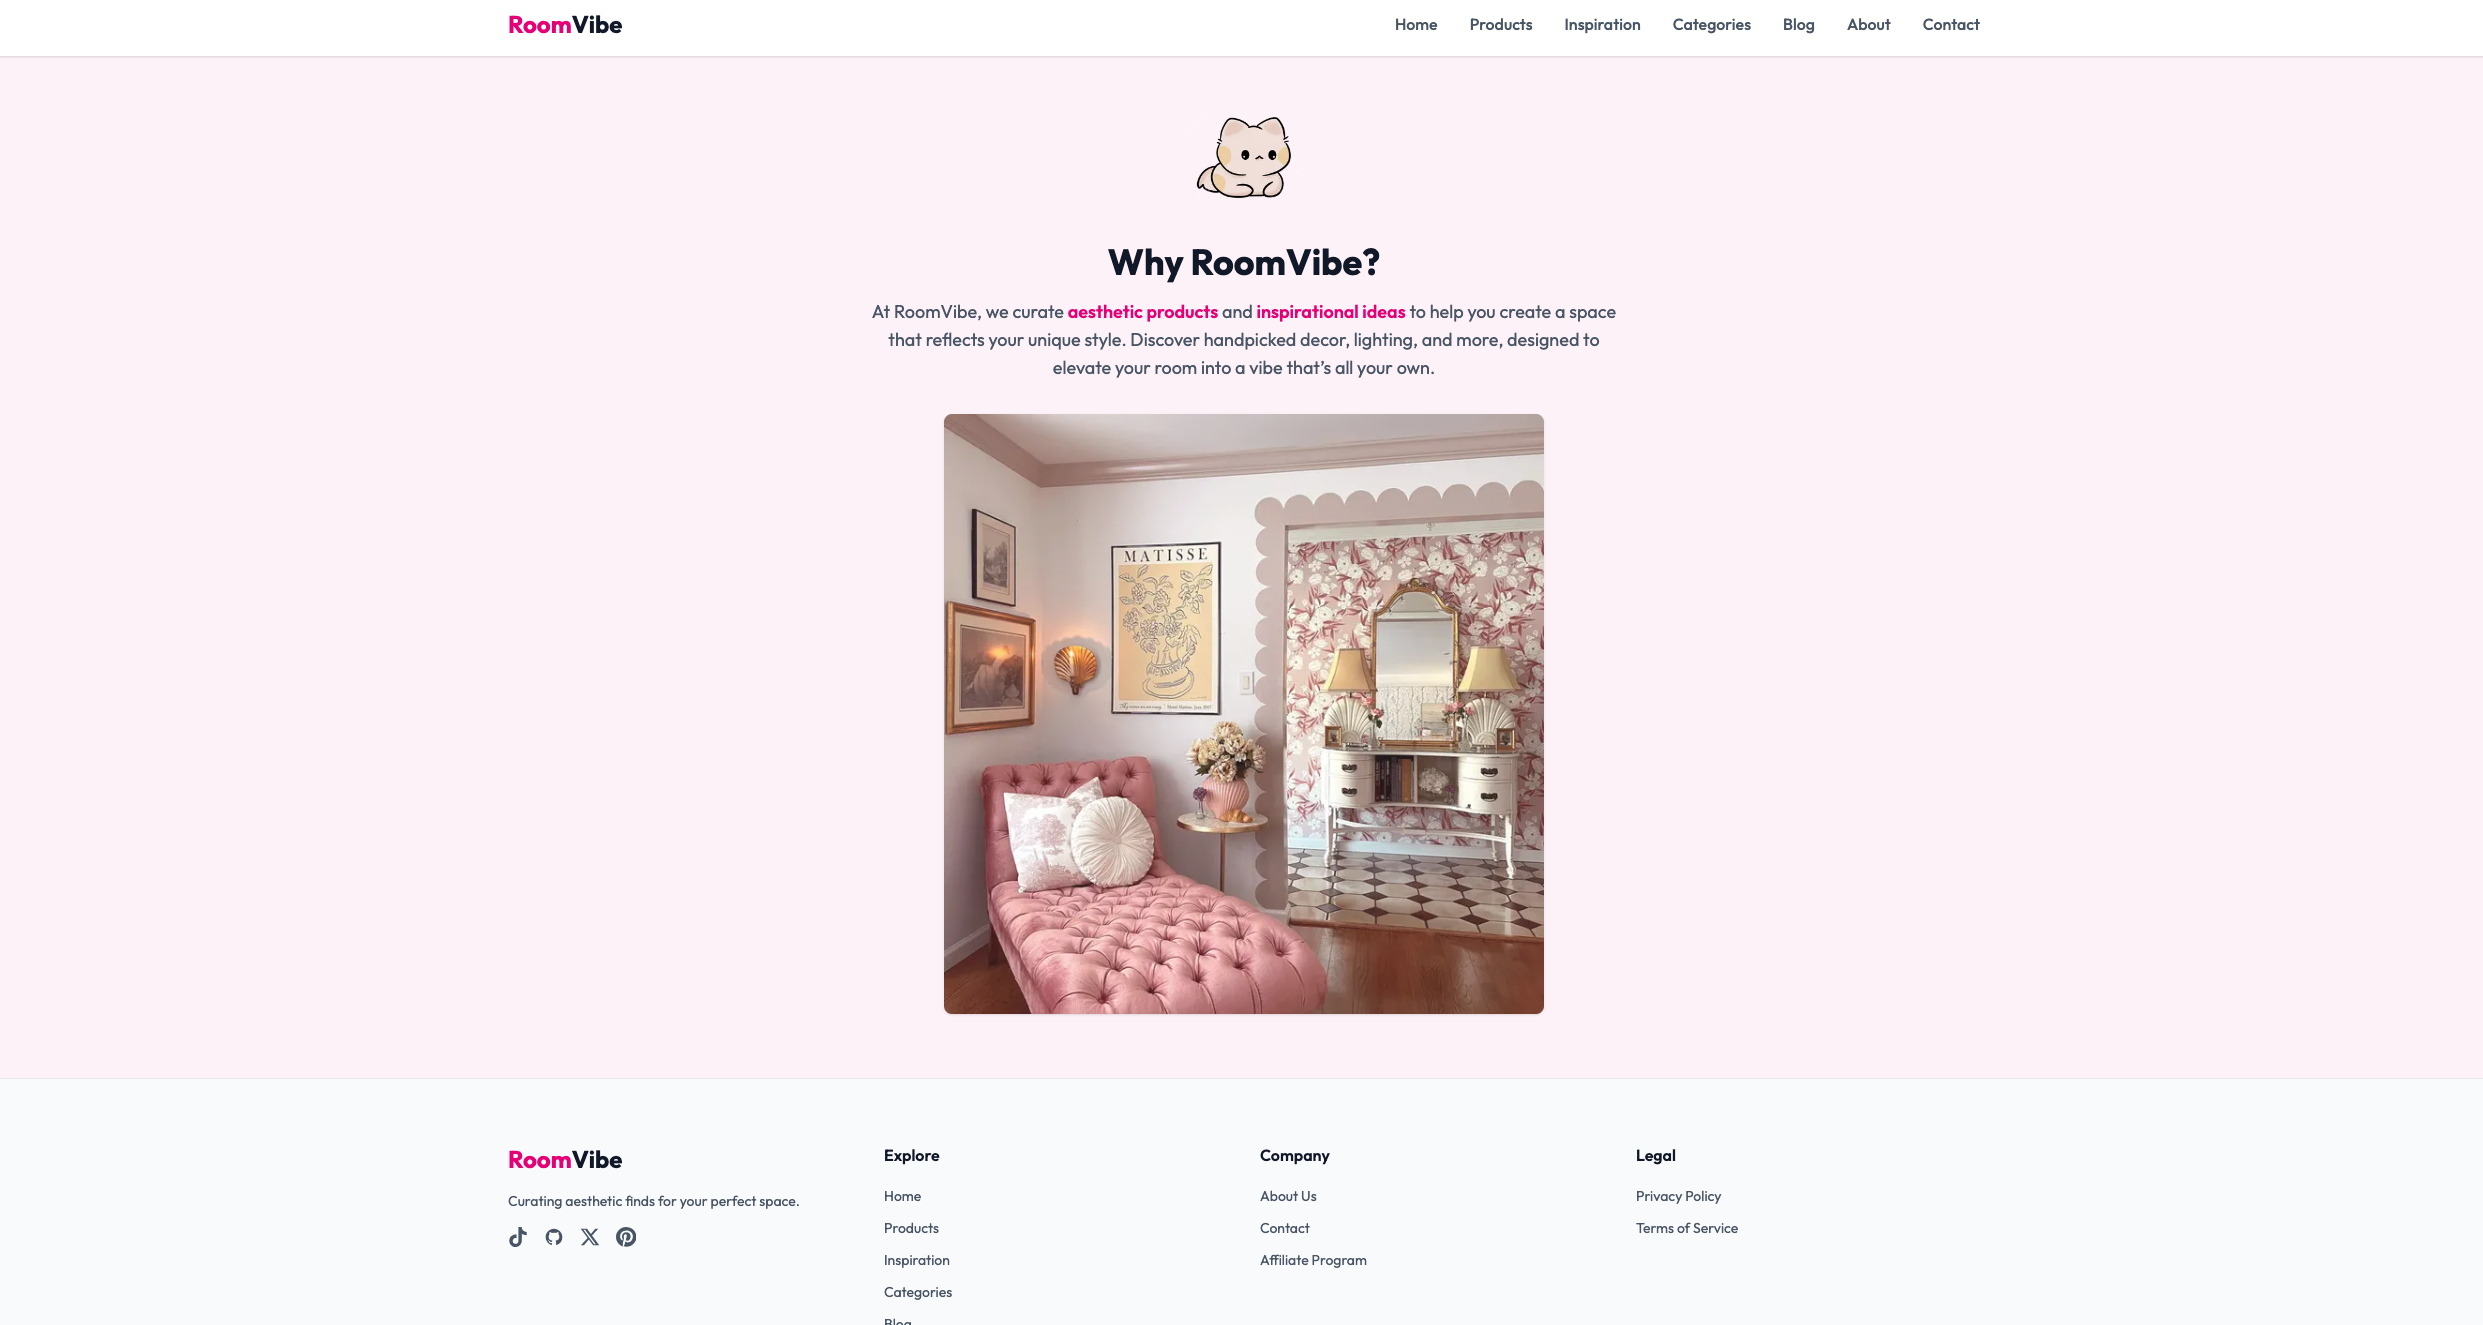 RoomVibe
Home Products Inspiration Categories Blog About Contact
Why RoomVibe?
At RoomVibe, we curate aesthetic products and inspirational ideas to help you create a space
that reflects your unique style. Discover handpicked decor, lighting, and more, designed to
elevate your room into a vibe that’s all your own.
MATISSE
RoomVibe
Curating aesthetic finds for your perfect space.
Explore
Home
Products
Inspiration
Categories
Blog
Company
About Us
Contact
Affiliate Program
Legal
Privacy Policy
Terms of Service